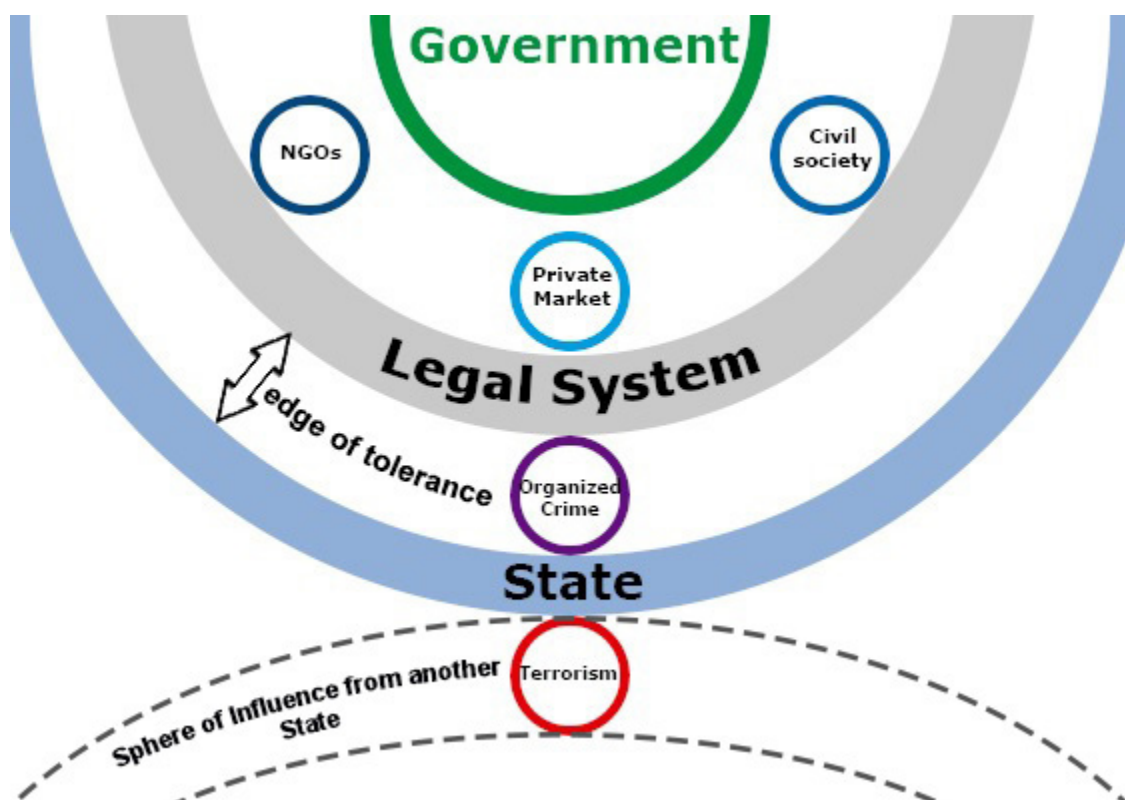 Government
NGOs
Civil
society
Private
Market
Legal System
edge of tolerance
Organized
Crime
State
Terrorism
Sphere of Influence from another
State